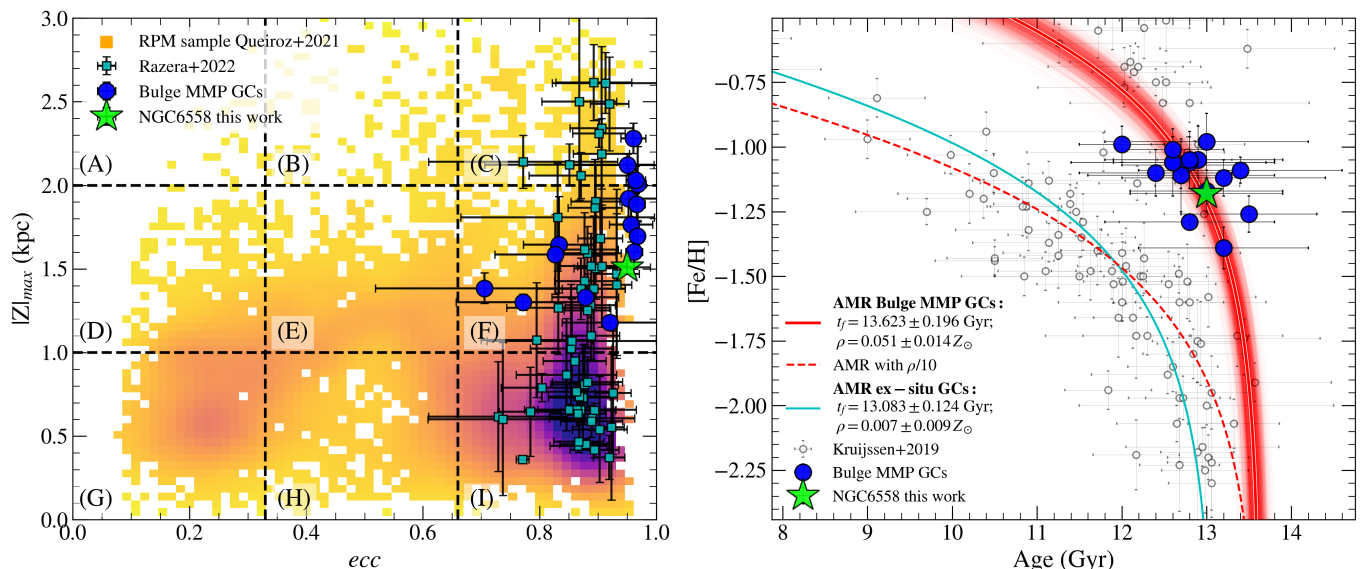 3.0
2.5
2.0
1.5
1.0
0.5
0.0
|Z|max (kpc)
RPM sample Queiroz+2021
Razera+2022
Bulge MMP GCs
NGC6558 this work
(A)
(B)
(C)
(D)
(E)
(F)
(G)
(H)
(I)
0.0
0.2
0.4
0.6
0.8
1.0
ecc
[Fe/H]
−0.75
−1.00
−1.25
−1.50
−1.75
−2.00
−2.25
AMR Bulge MMP GCs :
t_f = 13.623 ± 0.196 Gyr;
ρ = 0.051 ± 0.014 Z⊙
AMR with ρ/10
AMR ex − situ GCs :
t_f = 13.083 ± 0.124 Gyr;
ρ = 0.007 ± 0.009 Z⊙
Kruijssen+2019
Bulge MMP GCs
NGC6558 this work
8
9
10
11
12
13
14
Age (Gyr)